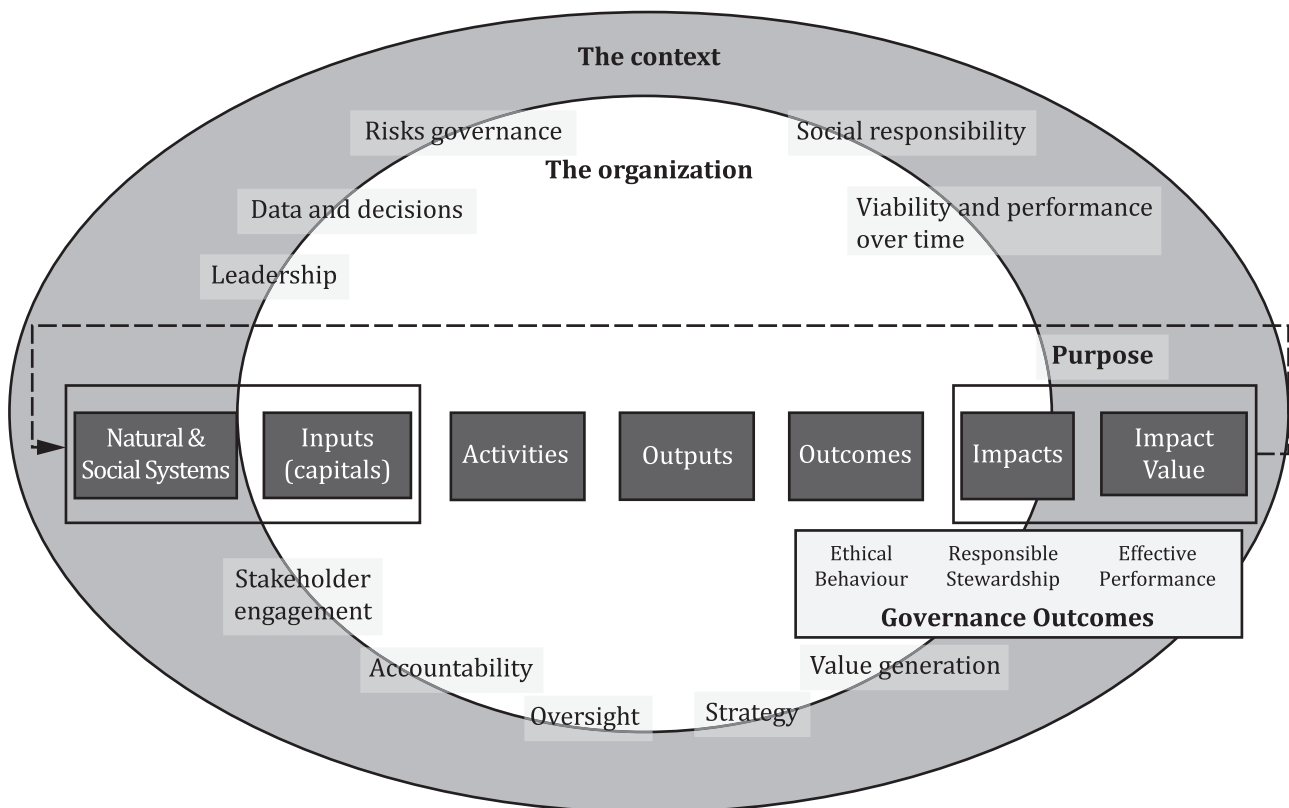 The context
Risks governance
Social responsibility
The organization
Data and decisions
Viability and performance
over time
Leadership
Purpose
Natural &
Social Systems
Inputs
(capitals)
Activities
Outputs
Outcomes
Impacts
Impact
Value
Ethical
Behaviour
Responsible
Stewardship
Effective
Performance
Governance Outcomes
Stakeholder
engagement
Accountability
Value generation
Oversight
Strategy